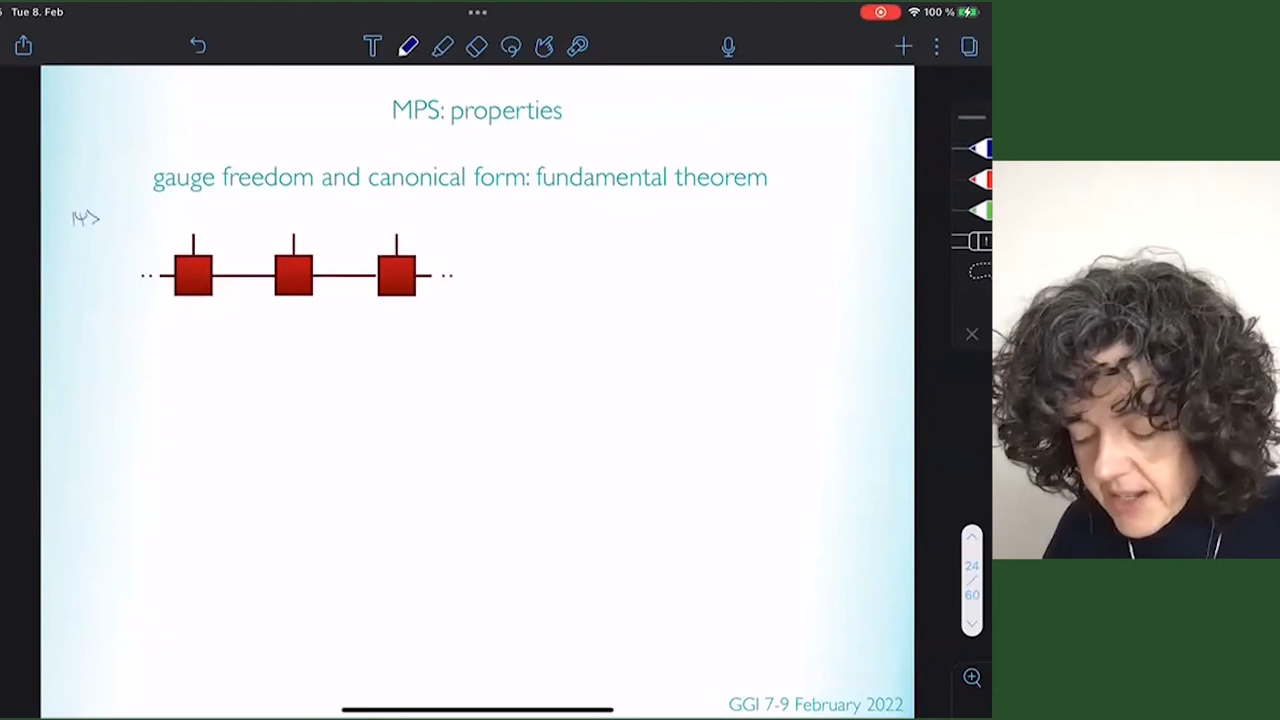 Tue 8. Feb
100 %
MPS: properties
gauge freedom and canonical form: fundamental theorem
|Ψ>
24
60
GGI 7-9 February 2022